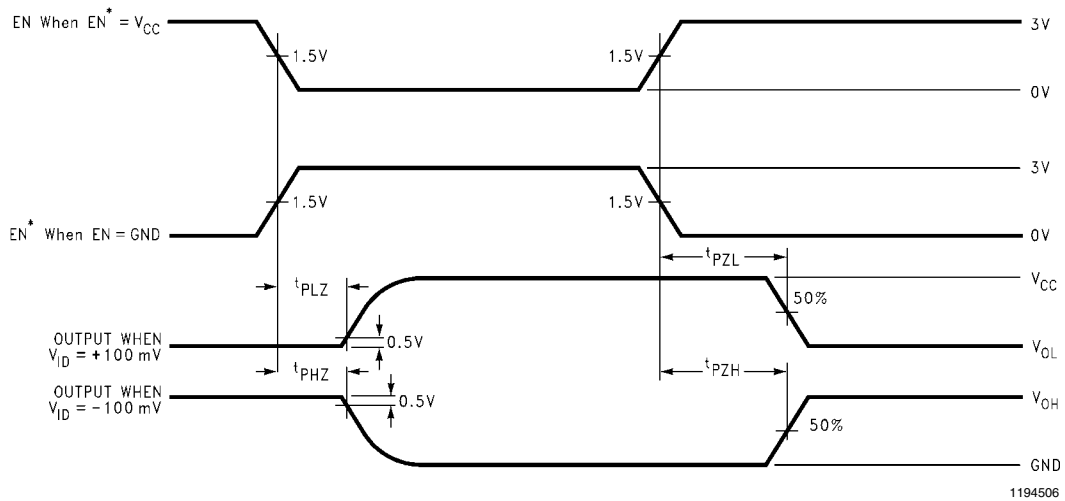 EN When EN* = VCC
3V
1.5V
1.5V
0V
3V
1.5V
1.5V
EN* When EN = GND
0V
tPZL
VCC
tPLZ
50%
OUTPUT WHEN
VID = +100 mV
0.5V
VOL
tPHZ
tPZH
OUTPUT WHEN
VID = −100 mV
0.5V
VOH
50%
GND
1194506